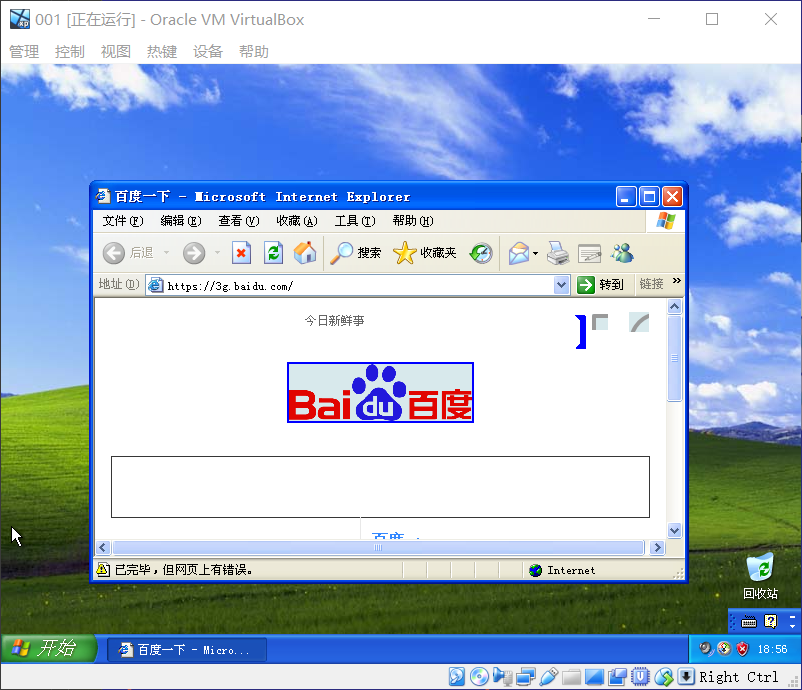 001 [正在运行] - Oracle VM VirtualBox
管理 控制 视图 热键 设备 帮助
百度一下 - Microsoft Internet Explorer
文件(F) 编辑(E) 查看(V) 收藏(A) 工具(T) 帮助(H)
后退 搜索 收藏夹
地址(D) https://3g.baidu.com/ 转到 链接 »
今日新鲜事
Bai du 百度
已完毕，但网页上有错误。 Internet
回收站
开始 百度一下 - Micro... 18:56
Right Ctrl